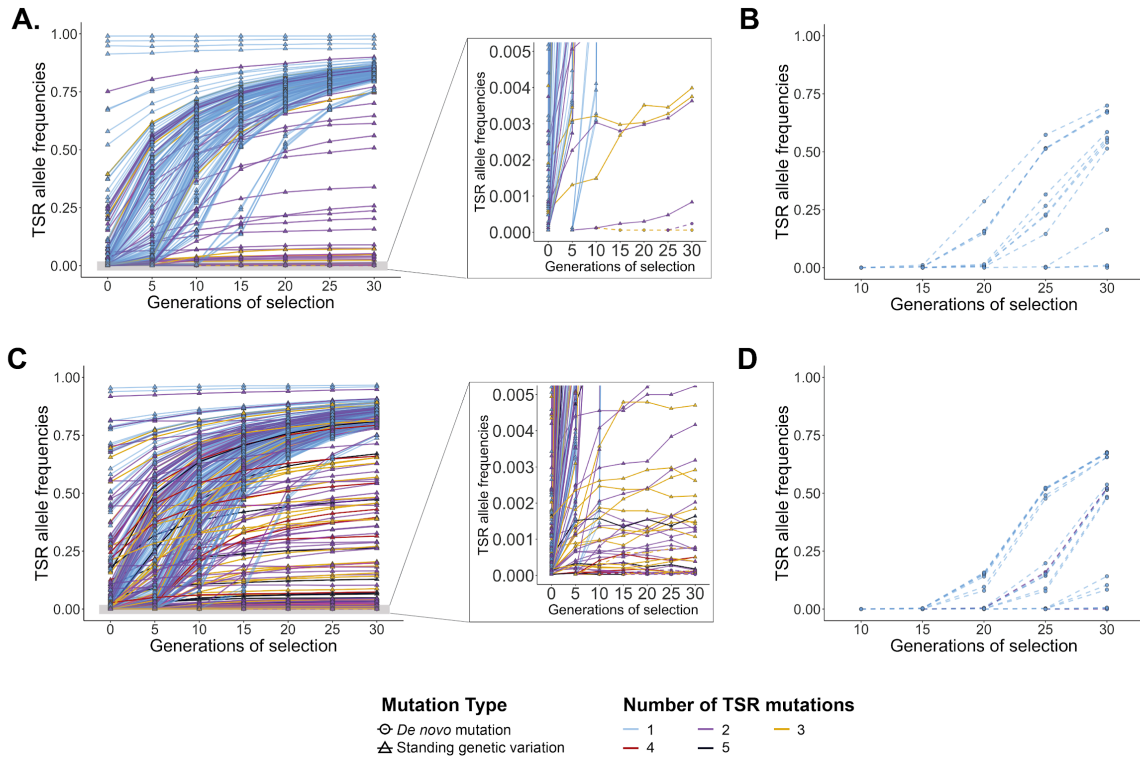 A.
TSR allele frequencies
1.00
0.75
0.50
0.25
0.00
0 5 10 15 20 25 30
Generations of selection
TSR allele frequencies
0.005
0.004
0.003
0.002
0.001
0.000
0 5 10 15 20 25 30
Generations of selection
B
TSR allele frequencies
1.00
0.75
0.50
0.25
0.00
10 15 20 25 30
Generations of selection
C
TSR allele frequencies
1.00
0.75
0.50
0.25
0.00
0 5 10 15 20 25 30
Generations of selection
TSR allele frequencies
0.005
0.004
0.003
0.002
0.001
0.000
0 5 10 15 20 25 30
Generations of selection
D
TSR allele frequencies
1.00
0.75
0.50
0.25
0.00
10 15 20 25 30
Generations of selection
Mutation Type
De novo mutation
Standing genetic variation
Number of TSR mutations
1 2 3
4 5